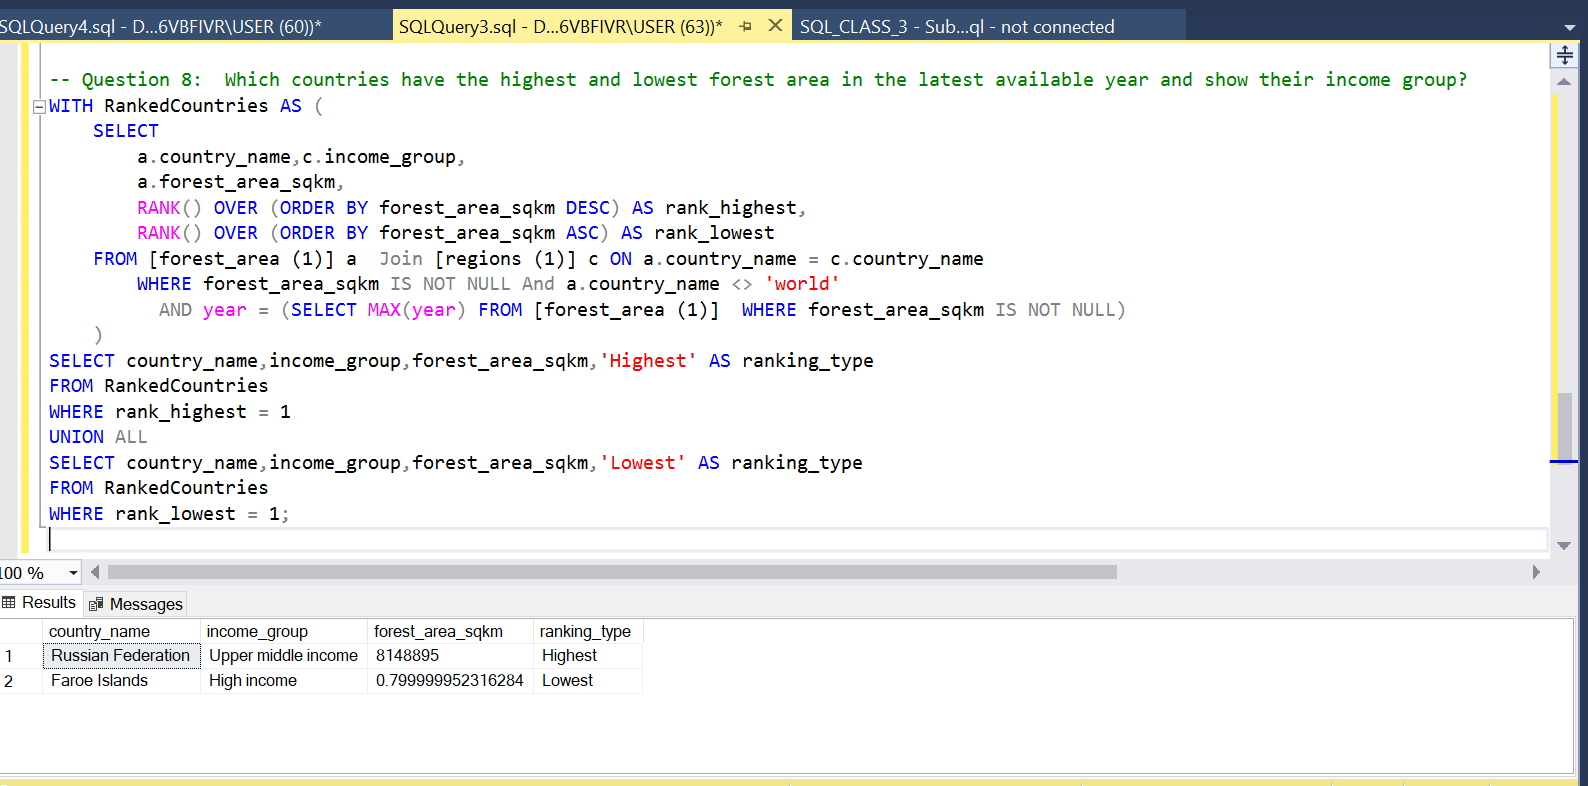 SQLQuery4.sql - D...6VBFIVR\USER (60))*
SQLQuery3.sql - D...6VBFIVR\USER (63))*
SQL_CLASS_3 - Sub...ql - not connected
-- Question 8:  Which countries have the highest and lowest forest area in the latest available year and show their income group?
WITH RankedCountries AS (
    SELECT
        a.country_name,c.income_group,
        a.forest_area_sqkm,
        RANK() OVER (ORDER BY forest_area_sqkm DESC) AS rank_highest,
        RANK() OVER (ORDER BY forest_area_sqkm ASC) AS rank_lowest
    FROM [forest_area (1)] a  Join [regions (1)] c ON a.country_name = c.country_name
        WHERE forest_area_sqkm IS NOT NULL And a.country_name <> 'world'
          AND year = (SELECT MAX(year) FROM [forest_area (1)]  WHERE forest_area_sqkm IS NOT NULL)
    )
SELECT country_name,income_group,forest_area_sqkm,'Highest' AS ranking_type
FROM RankedCountries
WHERE rank_highest = 1
UNION ALL
SELECT country_name,income_group,forest_area_sqkm,'Lowest' AS ranking_type
FROM RankedCountries
WHERE rank_lowest = 1;
100 %
Results Messages
country_name income_group forest_area_sqkm ranking_type
1 Russian Federation Upper middle income 8148895 Highest
2 Faroe Islands High income 0.799999952316284 Lowest